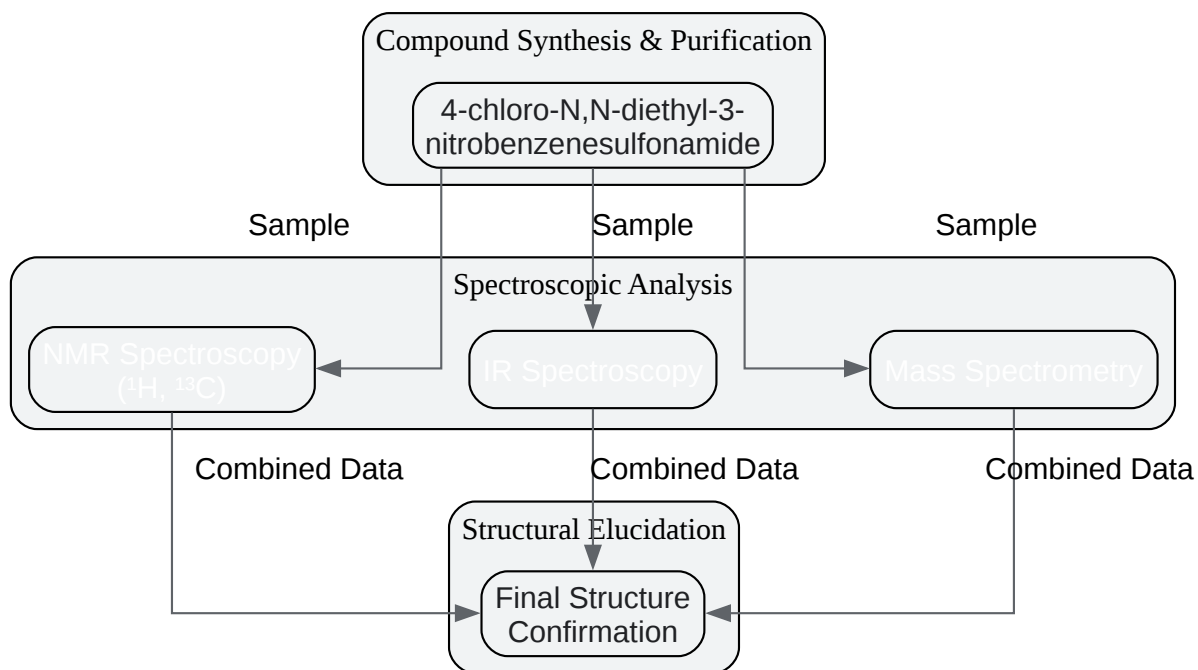 Compound Synthesis & Purification
4-chloro-N,N-diethyl-3-
nitrobenzenesulfonamide
Sample
Sample
Sample
Spectroscopic Analysis
NMR Spectroscopy
(¹H, ¹³C)
IR Spectroscopy
Mass Spectrometry
Combined Data
Combined Data
Combined Data
Structural Elucidation
Final Structure
Confirmation